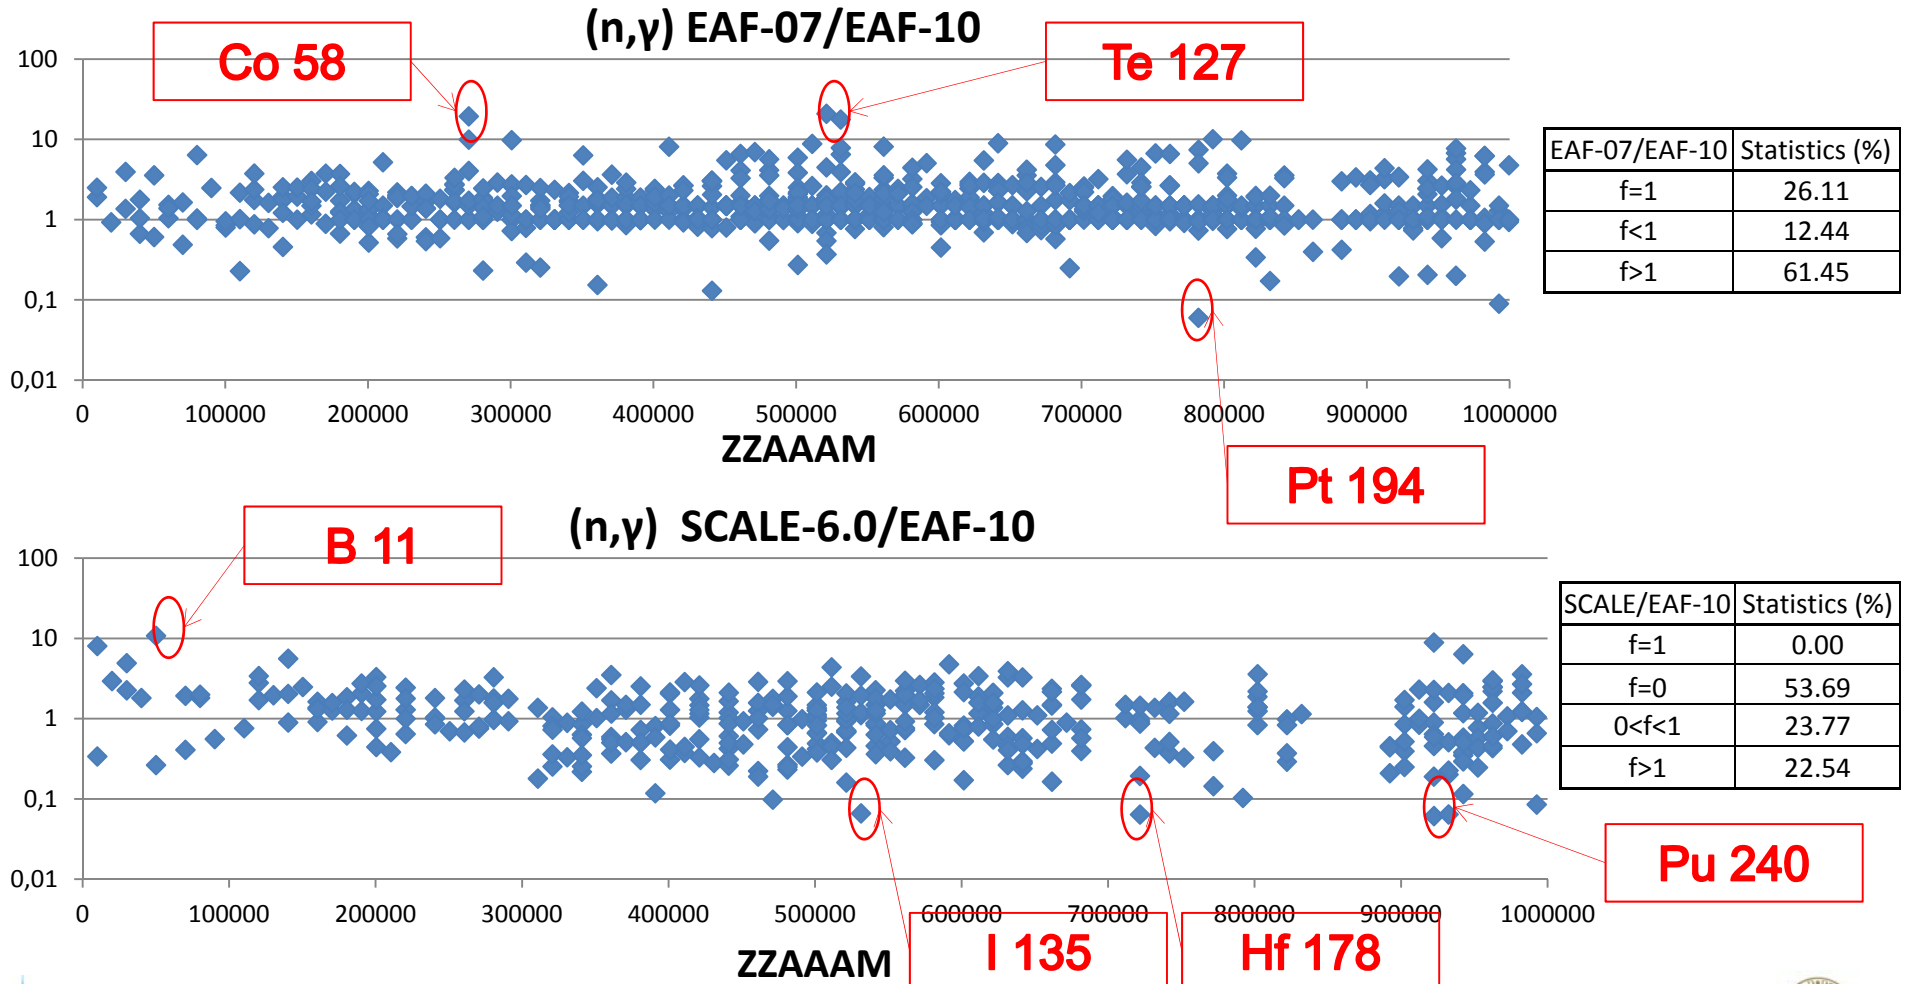 (n,γ) EAF-07/EAF-10
Co 58
Te 127
100
10
1
0,1
0,01
0 100000 200000 300000 400000 500000 600000 700000 800000 900000 1000000
ZZAAAM
Pt 194
EAF-07/EAF-10 Statistics (%)
f=1 26.11
f<1 12.44
f>1 61.45
(n,γ) SCALE-6.0/EAF-10
B 11
100
10
1
0,1
0,01
0 100000 200000 300000 400000 500000 600000 700000 800000 900000 1000000
ZZAAAM
I 135
Hf 178
Pu 240
SCALE/EAF-10 Statistics (%)
f=1 0.00
f=0 53.69
0<f<1 23.77
f>1 22.54